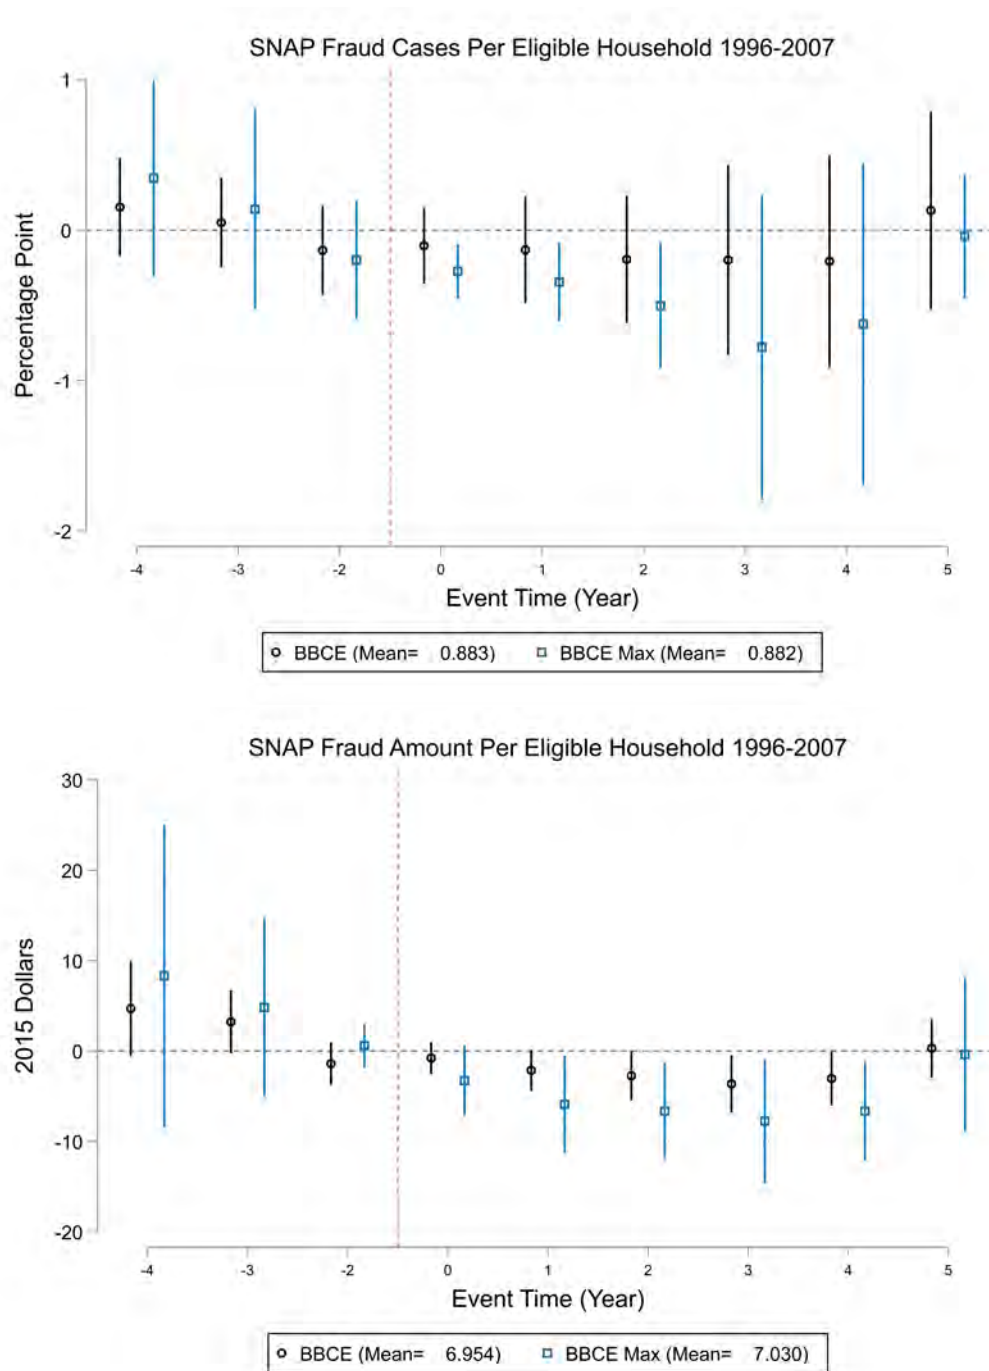 SNAP Fraud Cases Per Eligible Household 1996-2007
1
0
-1
-2
Percentage Point
-4 -3 -2 0 1 2 3 4 5
Event Time (Year)
BBCE (Mean= 0.883) BBCE Max (Mean= 0.882)
SNAP Fraud Amount Per Eligible Household 1996-2007
30
20
10
0
-10
-20
2015 Dollars
-4 -3 -2 0 1 2 3 4 5
Event Time (Year)
BBCE (Mean= 6.954) BBCE Max (Mean= 7.030)